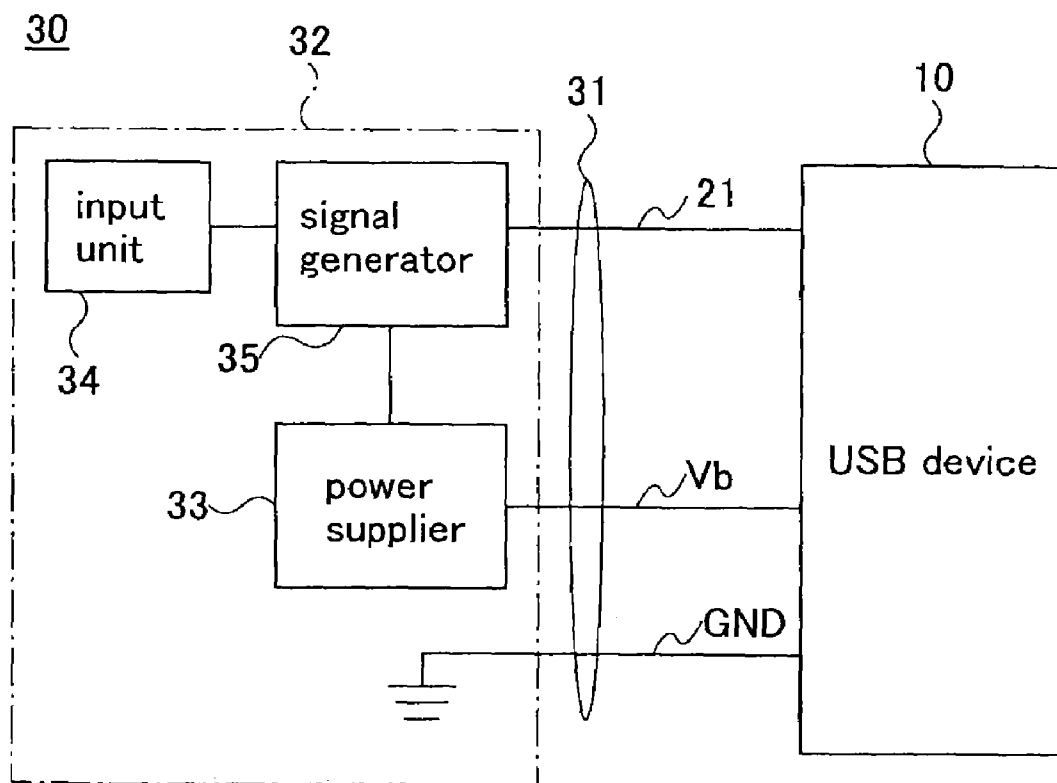 30
32
31
10
input
unit
signal
generator
21
34
35
33
power
supplier
Vb
USB device
GND